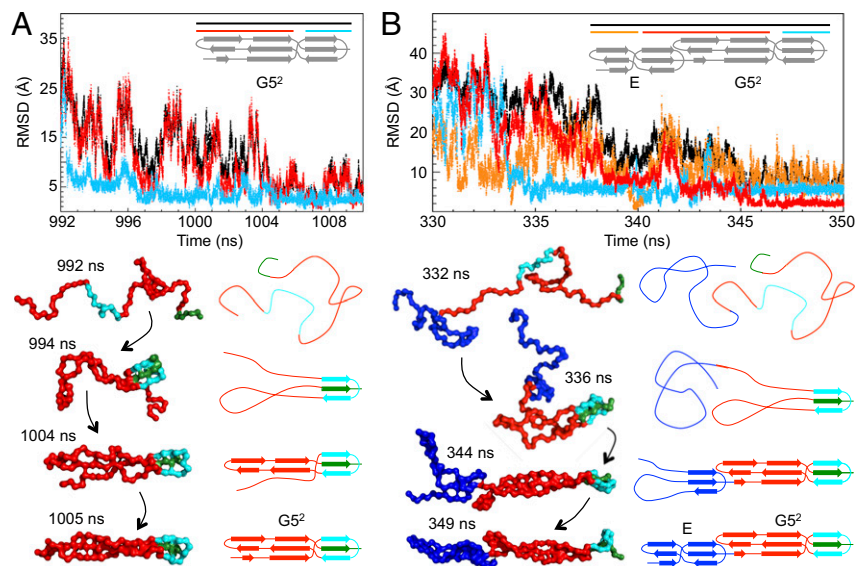 A
B
35
25
15
5
RMSD (Å)
G5²
992
996
1000
1004
1008
Time (ns)
40
30
20
10
0
RMSD (Å)
E
G5²
330
335
340
345
350
Time (ns)
992 ns
994 ns
1004 ns
1005 ns
G5²
332 ns
336 ns
344 ns
349 ns
E
G5²